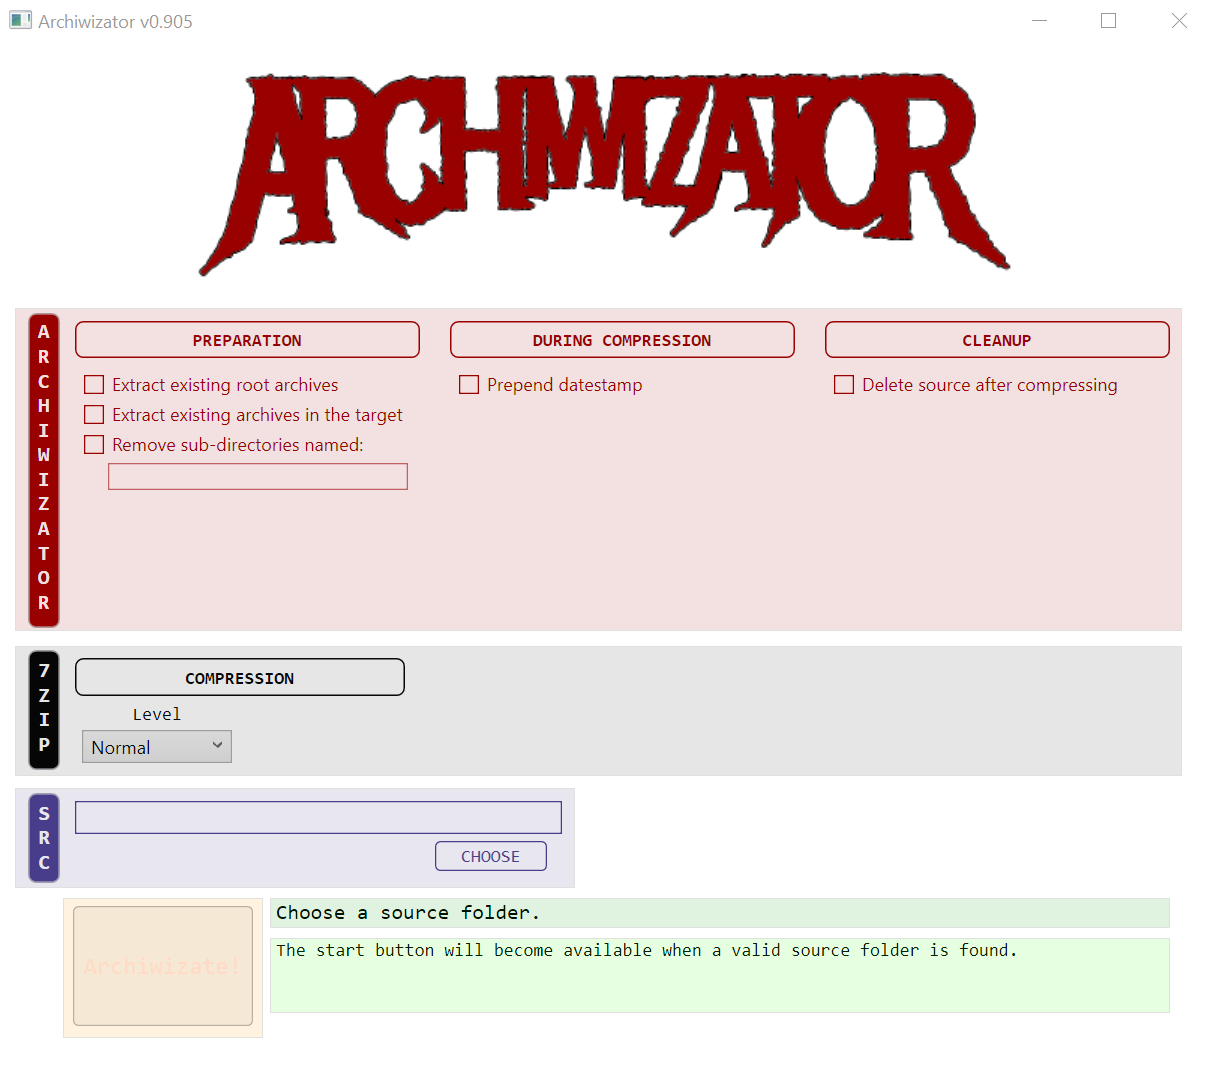 Archiwizator v0.905
ARCHIWIZATOR
ARCHIWIZATOR
PREPARATION
DURING COMPRESSION
CLEANUP
Extract existing root archives
Prepend datestamp
Delete source after compressing
Extract existing archives in the target
Remove sub-directories named:
7ZIP
COMPRESSION
Level
Normal
SRC
CHOOSE
Archiwizate!
Choose a source folder.
The start button will become available when a valid source folder is found.